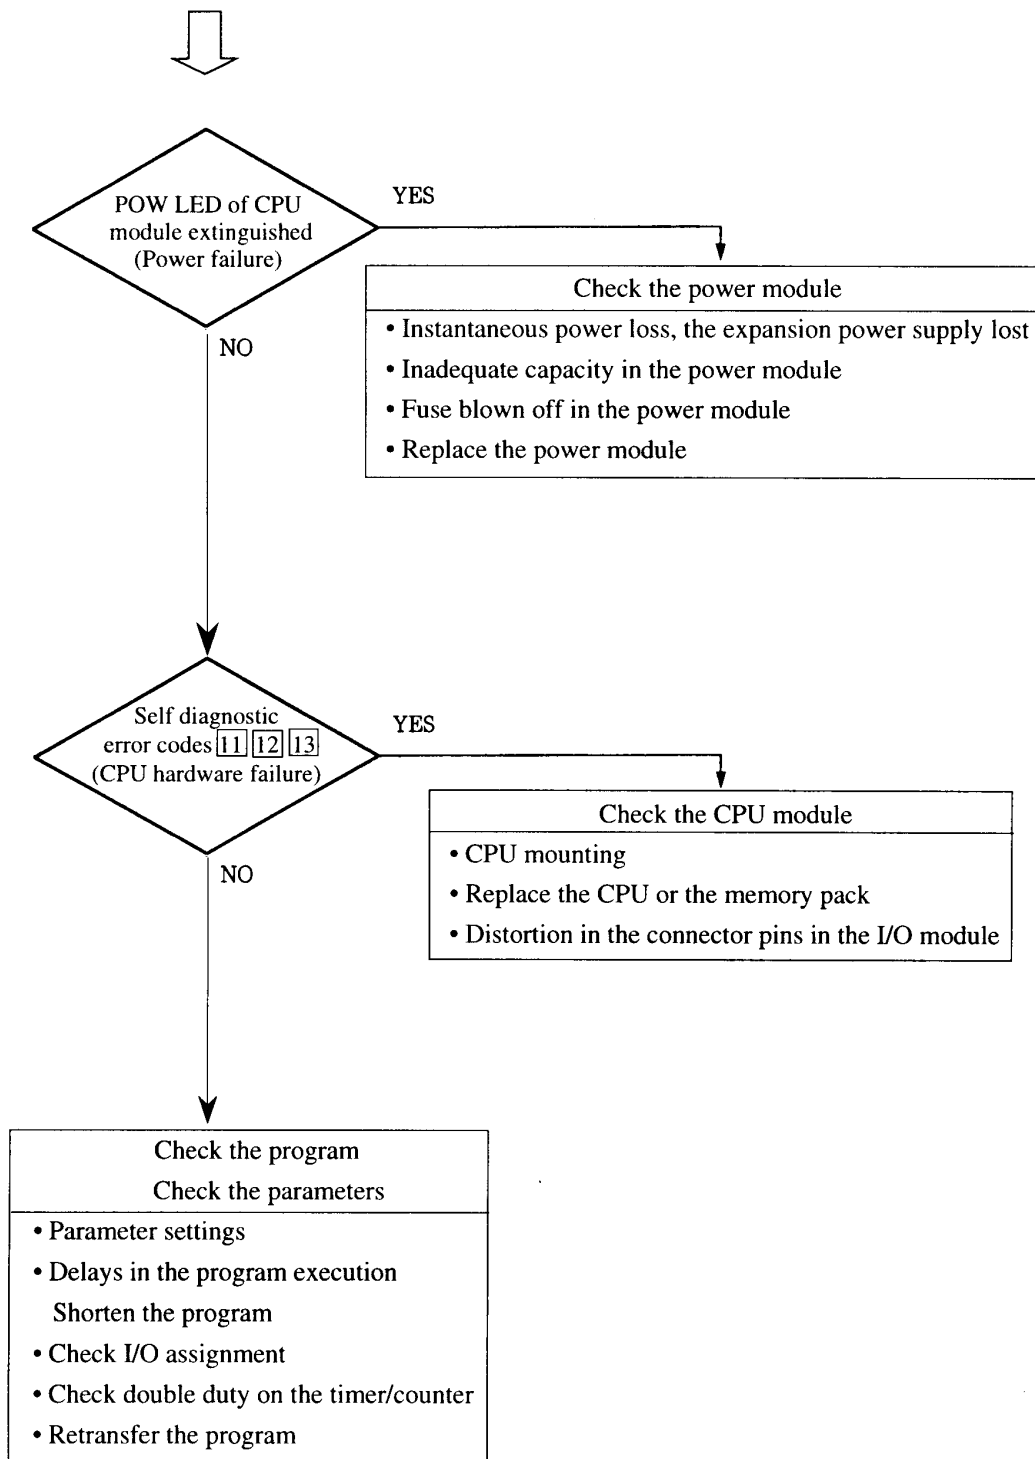 POW LED of CPU
module extinguished
(Power failure)
YES
NO
Check the power module
• Instantaneous power loss, the expansion power supply lost
• Inadequate capacity in the power module
• Fuse blown off in the power module
• Replace the power module
Self diagnostic
error codes 11 12 13
(CPU hardware failure)
YES
NO
Check the CPU module
• CPU mounting
• Replace the CPU or the memory pack
• Distortion in the connector pins in the I/O module
Check the program
Check the parameters
• Parameter settings
• Delays in the program execution
Shorten the program
• Check I/O assignment
• Check double duty on the timer/counter
• Retransfer the program